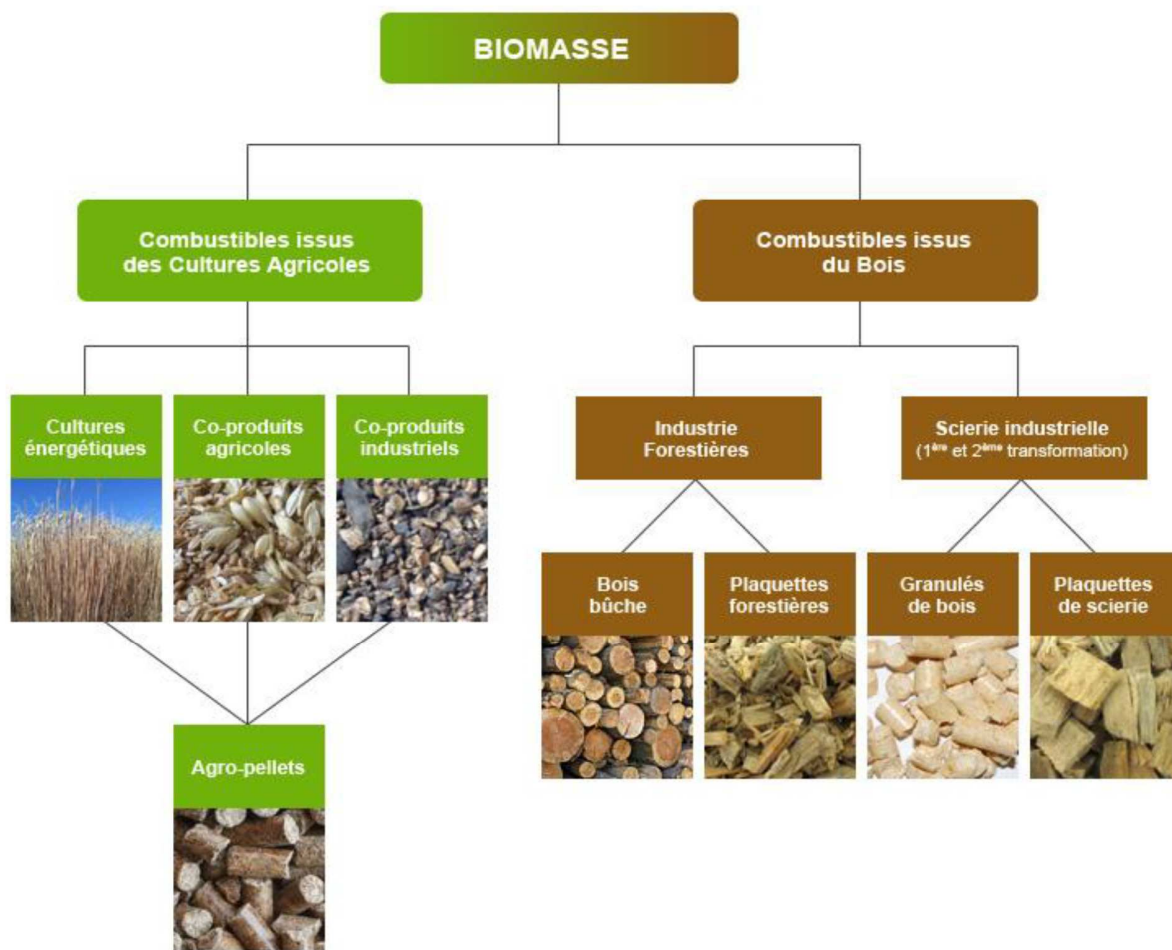 BIOMASSE
Combustibles issus
des Cultures Agricoles
Combustibles issus
du Bois
Cultures
énergétiques
Co-produits
agricoles
Co-produits
industriels
Industrie
Forestières
Scierie industrielle
(1ère et 2ème transformation)
Bois
bûche
Plaquettes
forestières
Granulés
de bois
Plaquettes
de scierie
Agro-pellets